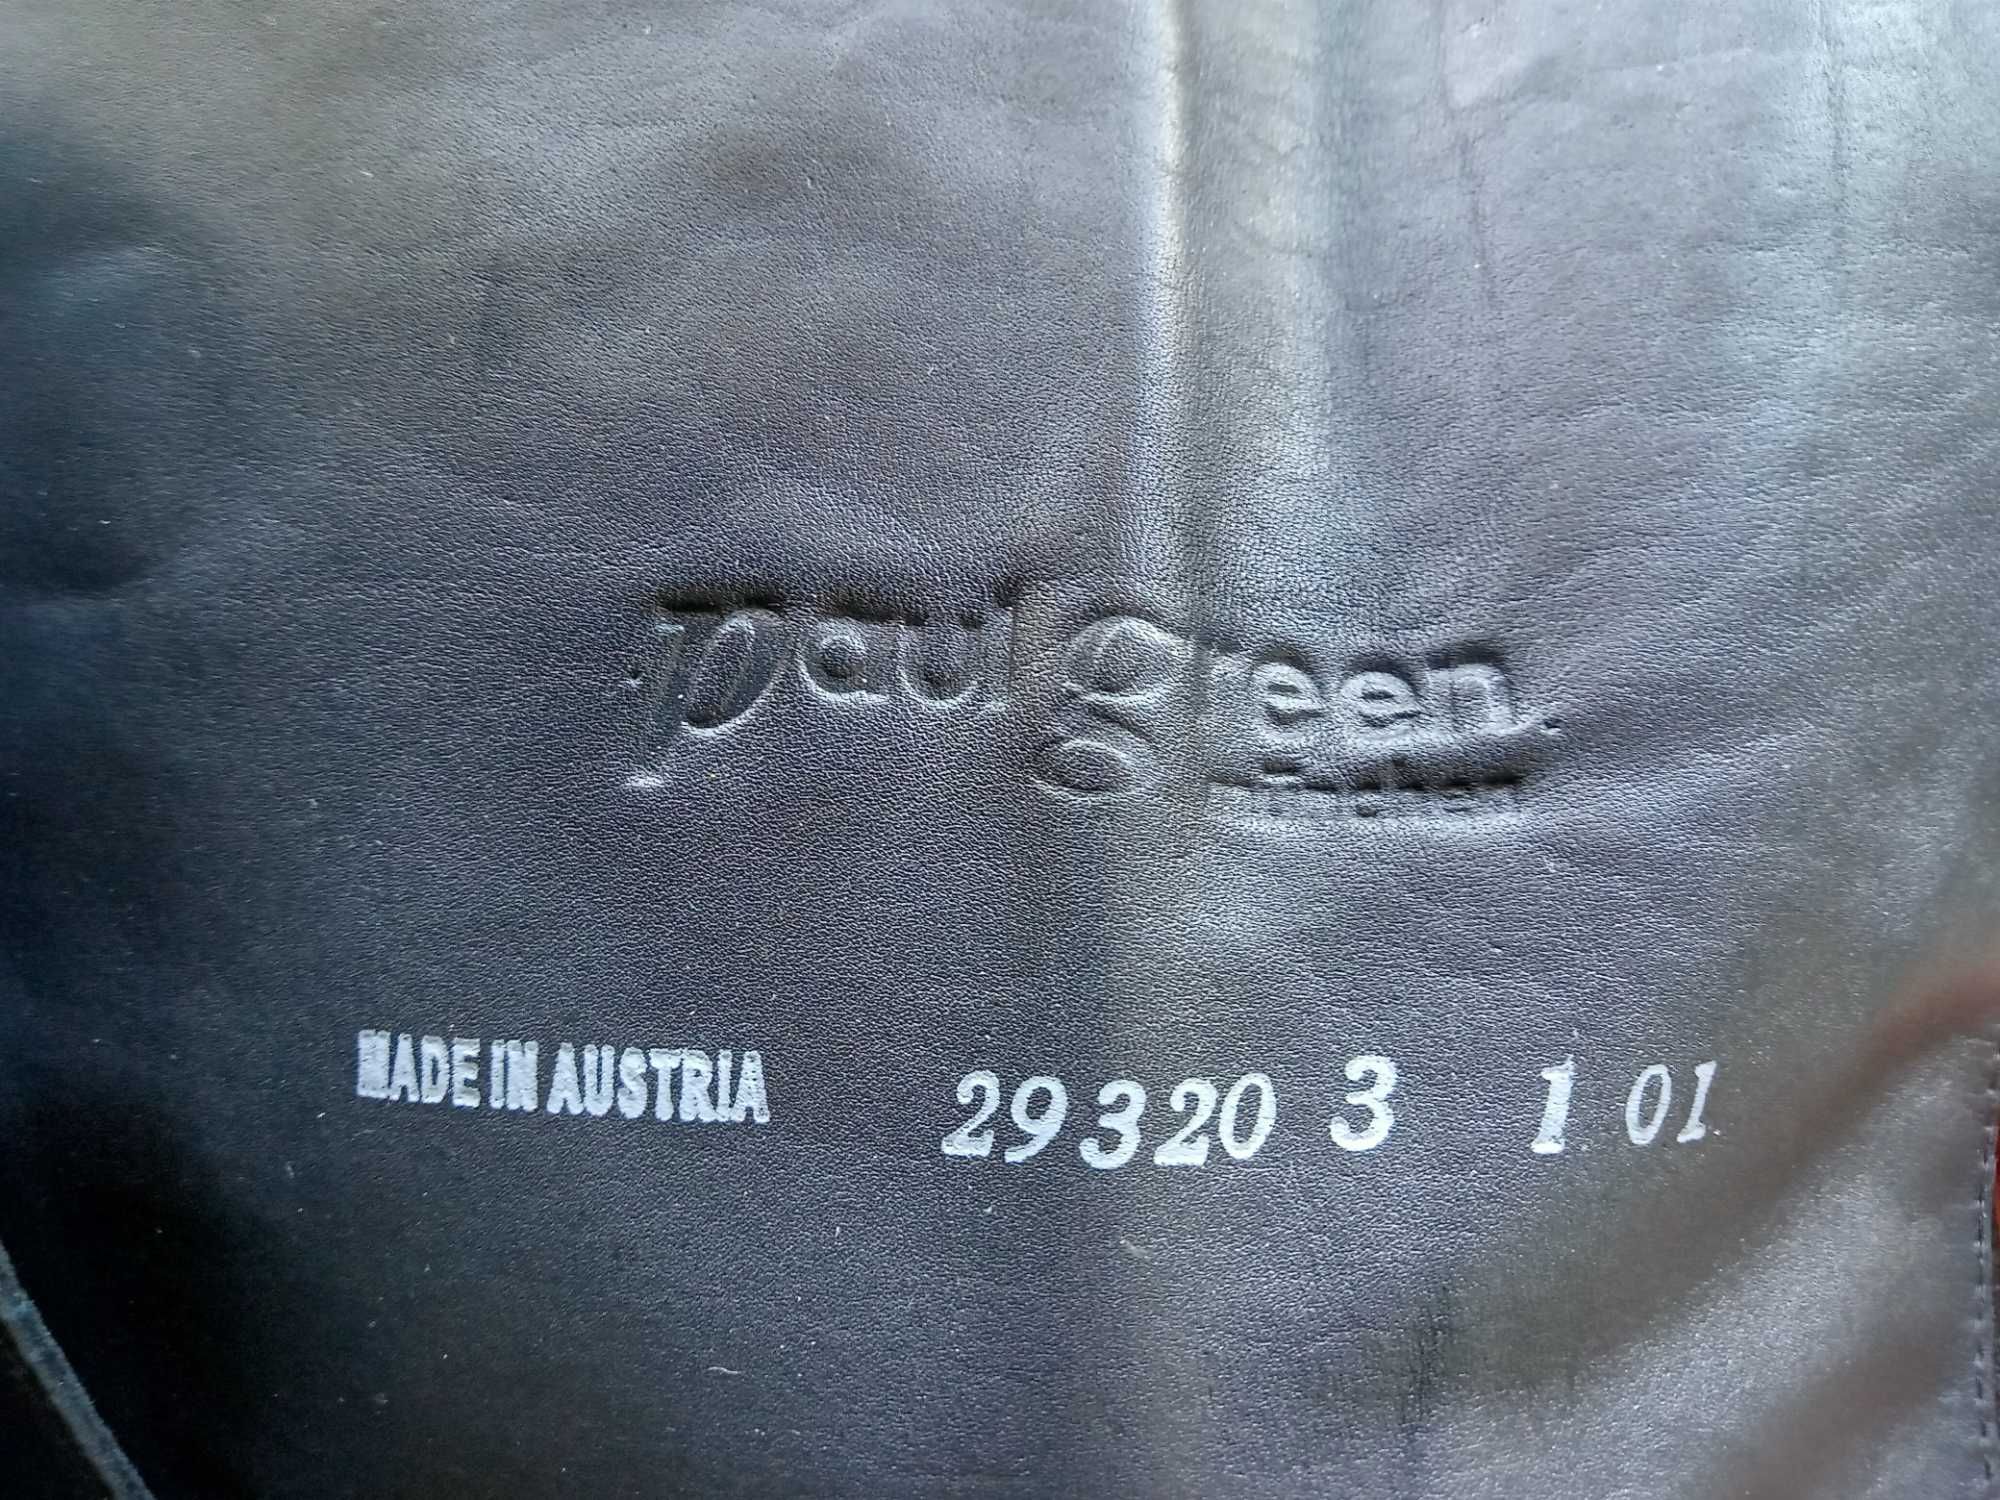 paul green
MADE IN AUSTRIA 29320 3 1 01